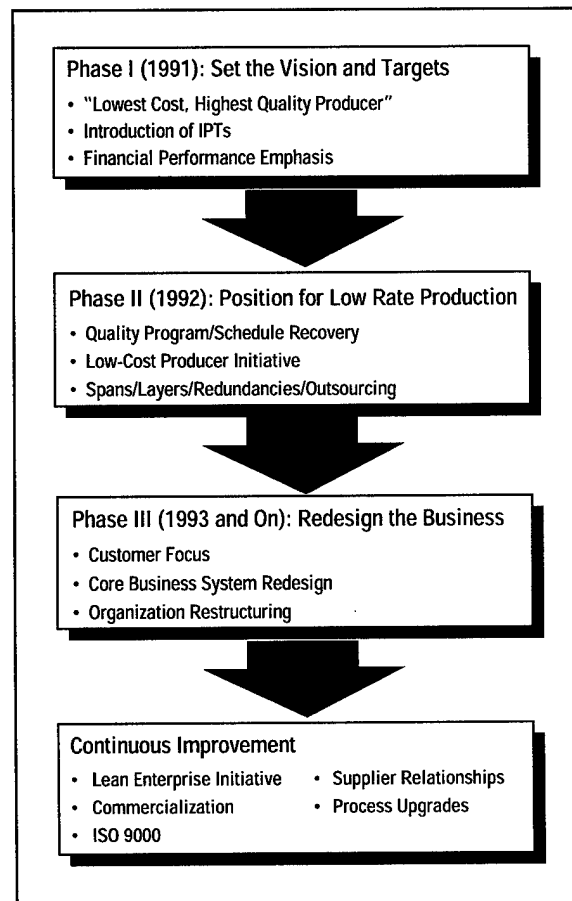 Phase I (1991): Set the Vision and Targets
• "Lowest Cost, Highest Quality Producer"
• Introduction of IPTs
• Financial Performance Emphasis
Phase II (1992): Position for Low Rate Production
• Quality Program/Schedule Recovery
• Low-Cost Producer Initiative
• Spans/Layers/Redundancies/Outsourcing
Phase III (1993 and On): Redesign the Business
• Customer Focus
• Core Business System Redesign
• Organization Restructuring
Continuous Improvement
• Lean Enterprise Initiative
• Commercialization
• ISO 9000
• Supplier Relationships
• Process Upgrades